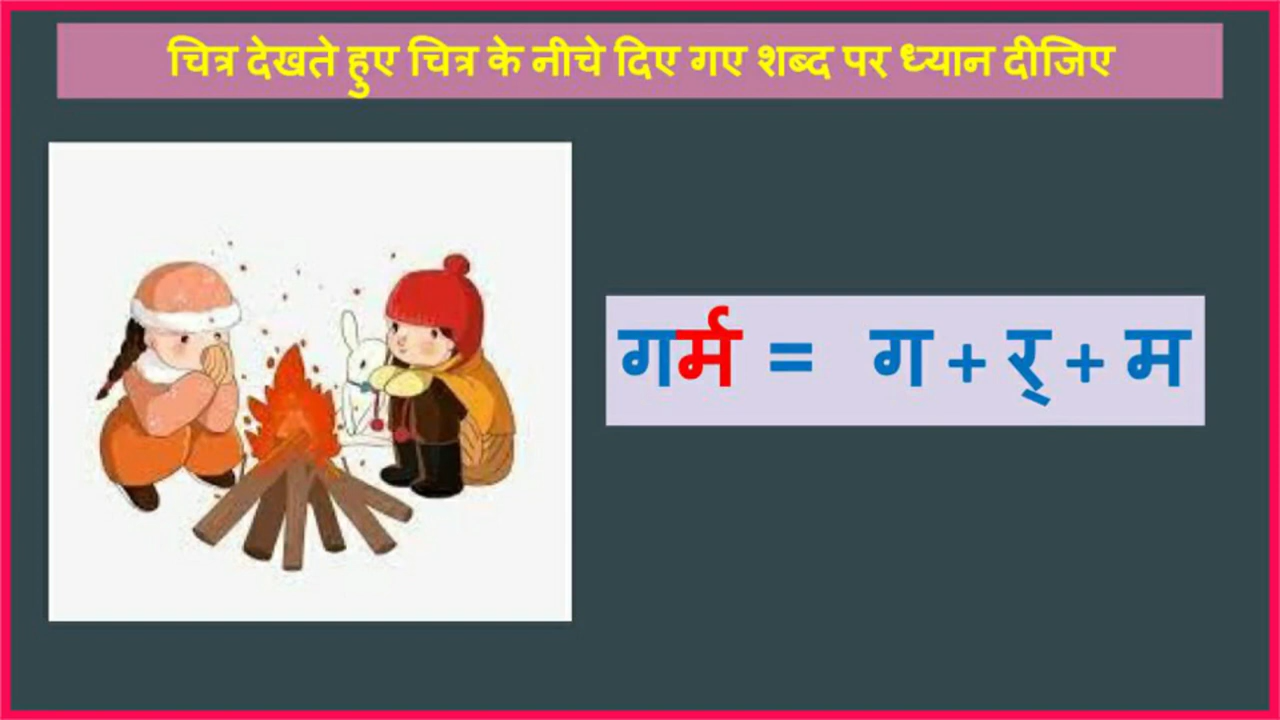 चित्र देखते हुए चित्र के नीचे दिए गए शब्द पर ध्यान दीजिए
गर्म = ग + र् + म